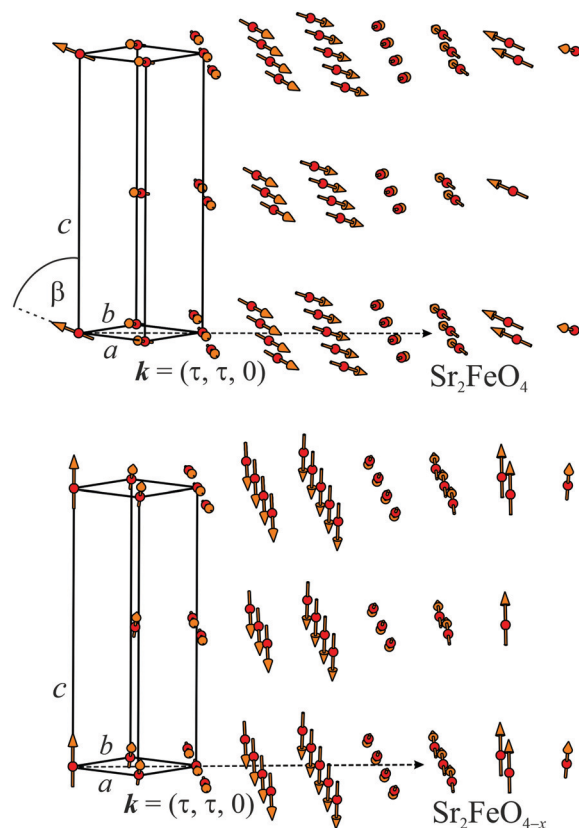 c
β
b
a
k = (τ, τ, 0)
Sr₂FeO₄
c
b
a
k = (τ, τ, 0)
Sr₂FeO₄₋ₓ